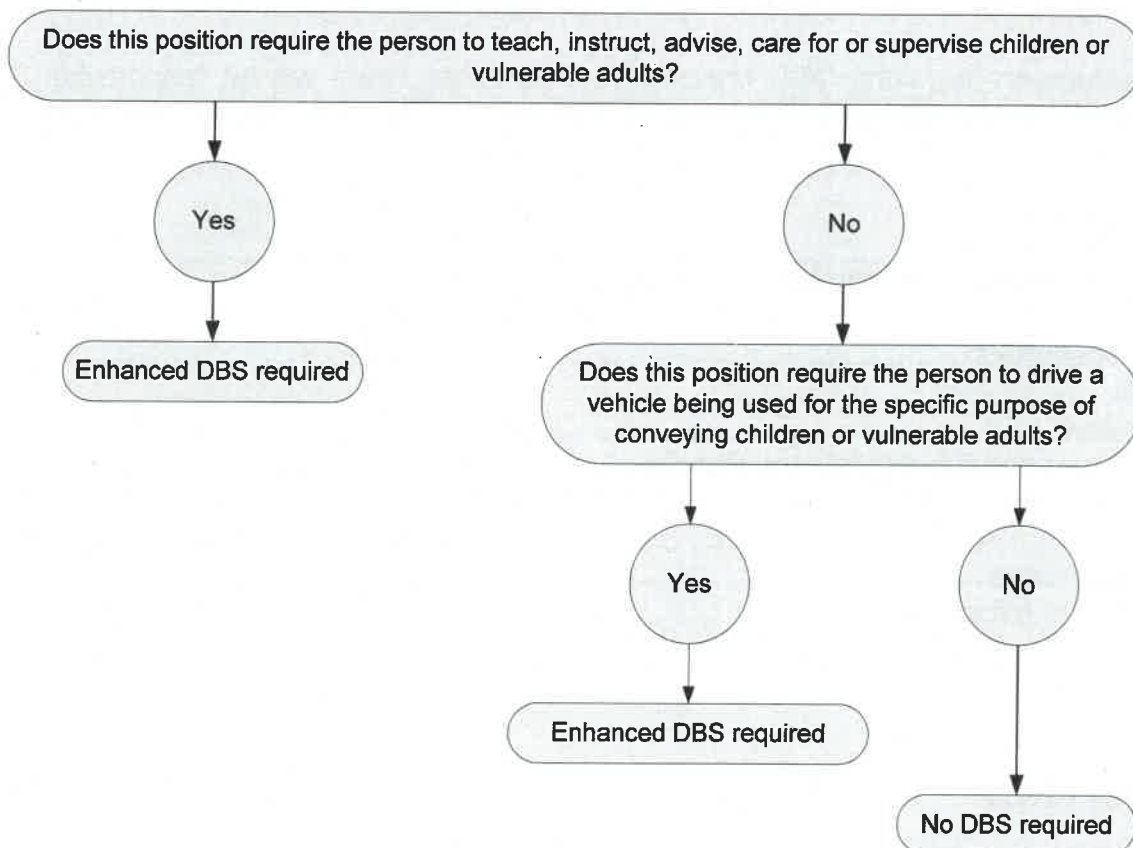 Does this position require the person to teach, instruct, advise, care for or supervise children or
vulnerable adults?
Yes
No
Enhanced DBS required
Does this position require the person to drive a
vehicle being used for the specific purpose of
conveying children or vulnerable adults?
Yes
No
Enhanced DBS required
No DBS required